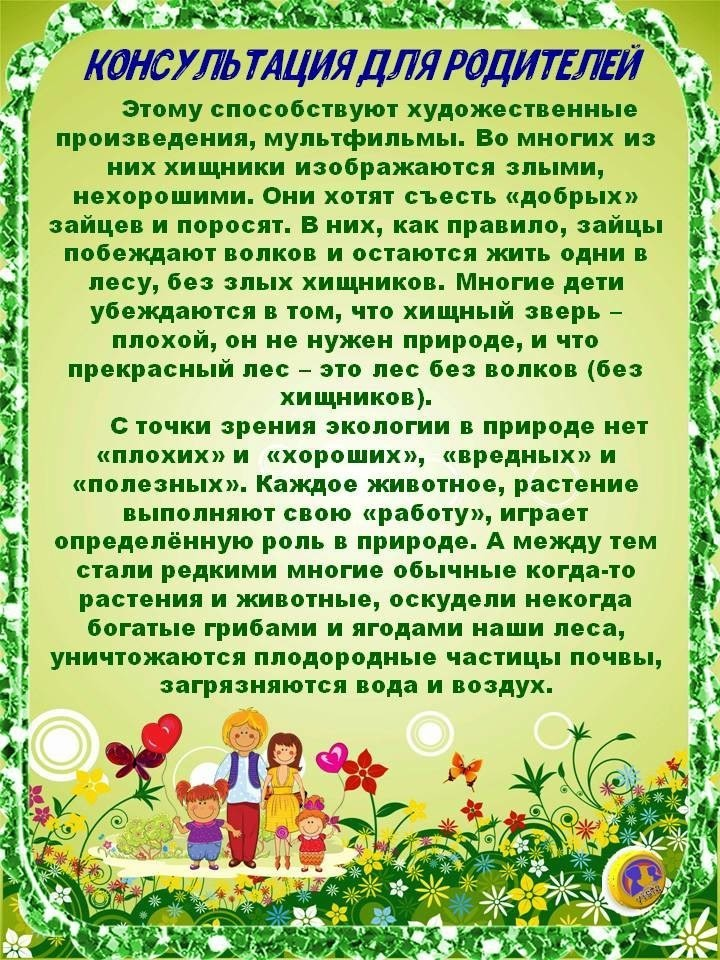 КОНСУЛЬТАЦИЯ ДЛЯ РОДИТЕЛЕЙ
Этому способствуют художественные
произведения, мультфильмы. Во многих из
них хищники изображаются злыми,
нехорошими. Они хотят съесть «добрых»
зайцев и поросят. В них, как правило, зайцы
побеждают волков и остаются жить одни в
лесу, без злых хищников. Многие дети
убеждаются в том, что хищный зверь –
плохой, он не нужен природе, и что
прекрасный лес – это лес без волков (без
хищников).
С точки зрения экологии в природе нет
«плохих» и «хороших», «вредных» и
«полезных». Каждое животное, растение
выполняют свою «работу», играет
определённую роль в природе. А между тем
стали редкими многие обычные когда-то
растения и животные, оскудели некогда
богатые грибами и ягодами наши леса,
уничтожаются плодородные частицы почвы,
загрязняются вода и воздух.